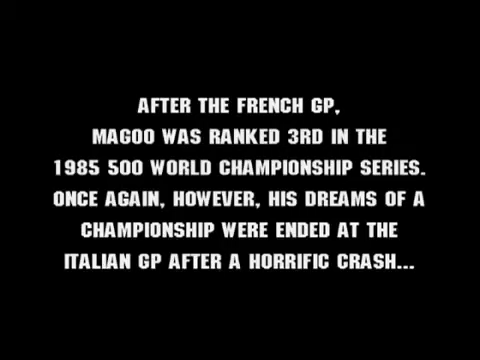 AFTER THE FRENCH GP,
MAGOO WAS RANKED 3RD IN THE
1985 500 WORLD CHAMPIONSHIP SERIES.
ONCE AGAIN, HOWEVER, HIS DREAMS OF A
CHAMPIONSHIP WERE ENDED AT THE
ITALIAN GP AFTER A HORRIFIC CRASH...